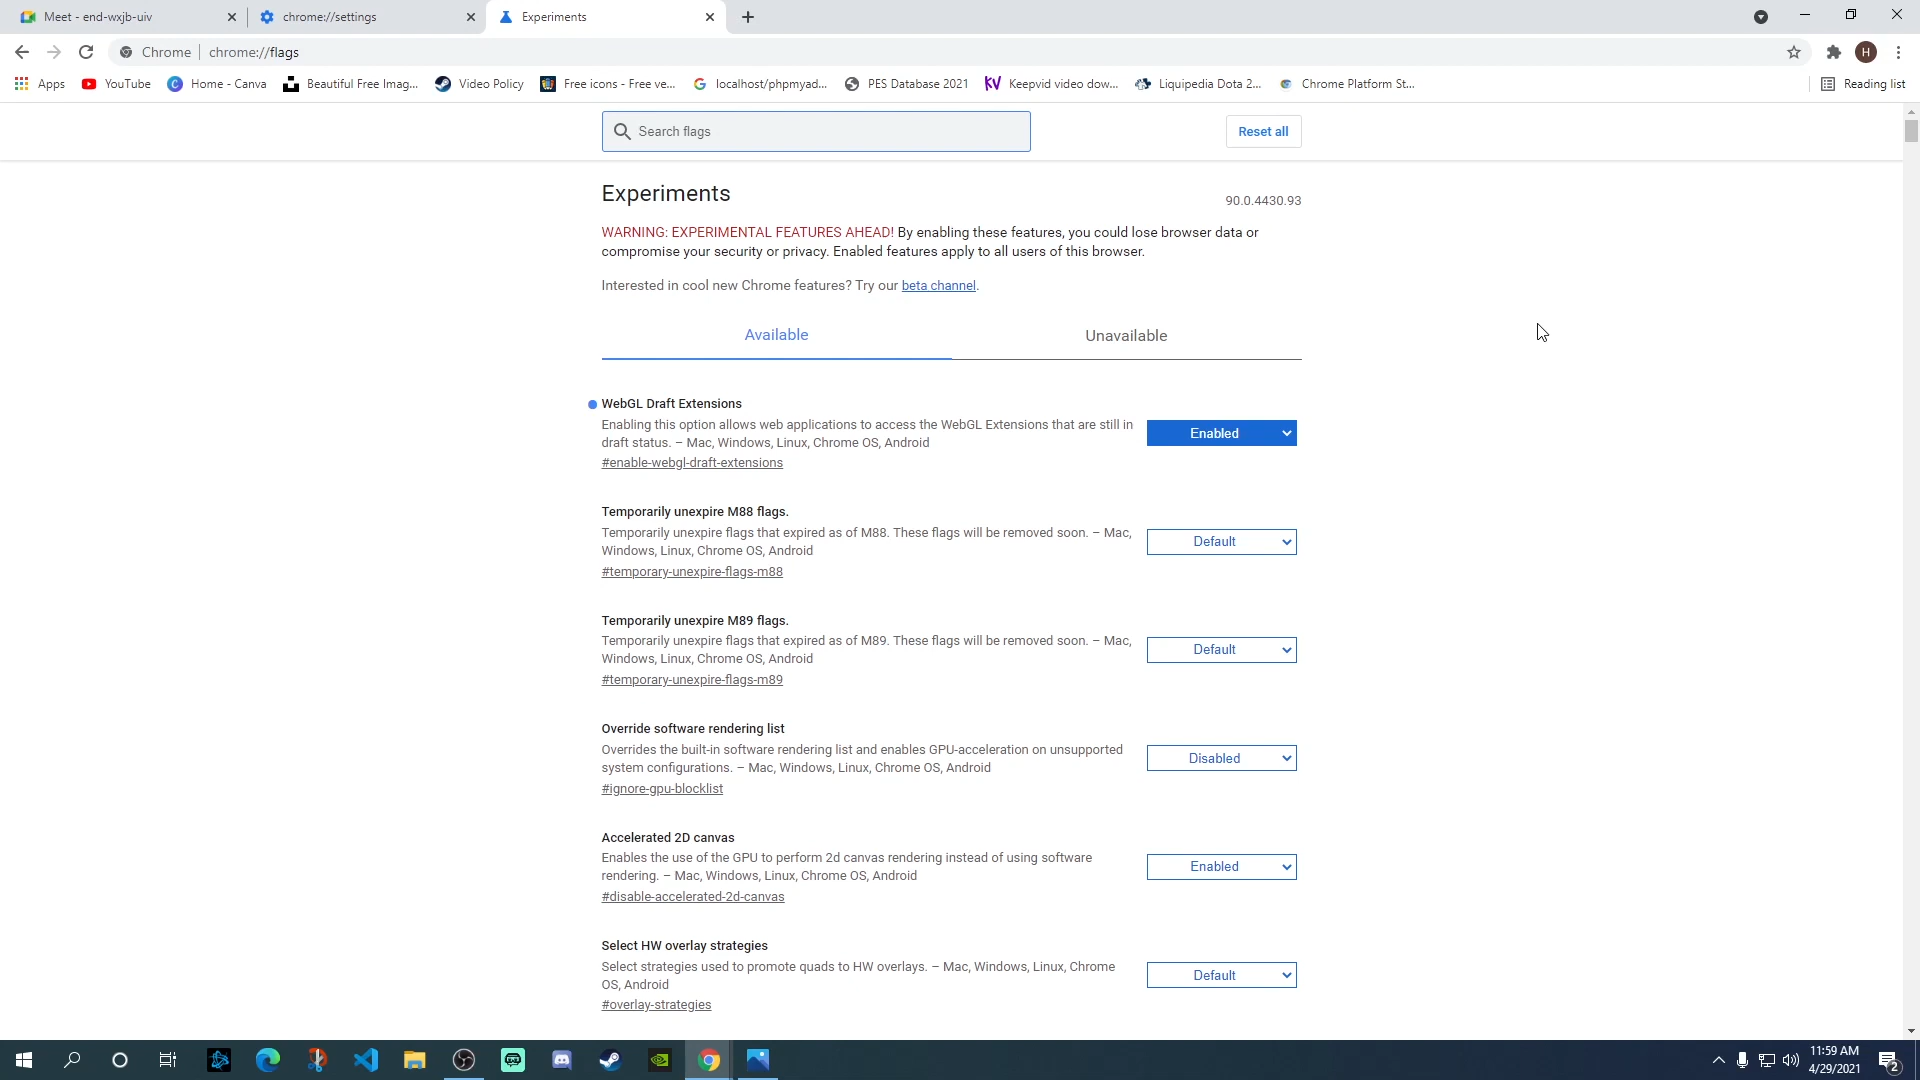 Meet - end-wxjb-uiv
chrome://settings
Experiments
Chrome
chrome://flags
H
Apps
YouTube
Home - Canva
Beautiful Free Imag...
Video Policy
Free icons - Free ve...
localhost/phpmyad...
PES Database 2021
Keepvid video dow...
Liquipedia Dota 2...
Chrome Platform St...
Reading list
Search flags
Reset all
Experiments
90.0.4430.93
WARNING: EXPERIMENTAL FEATURES AHEAD! By enabling these features, you could lose browser data or
compromise your security or privacy. Enabled features apply to all users of this browser.
Interested in cool new Chrome features? Try our beta channel.
Available
Unavailable
WebGL Draft Extensions
Enabling this option allows web applications to access the WebGL Extensions that are still in
draft status. – Mac, Windows, Linux, Chrome OS, Android
#enable-webgl-draft-extensions
Enabled
Temporarily unexpire M88 flags.
Temporarily unexpire flags that expired as of M88. These flags will be removed soon. – Mac,
Windows, Linux, Chrome OS, Android
#temporary-unexpire-flags-m88
Default
Temporarily unexpire M89 flags.
Temporarily unexpire flags that expired as of M89. These flags will be removed soon. – Mac,
Windows, Linux, Chrome OS, Android
#temporary-unexpire-flags-m89
Default
Override software rendering list
Overrides the built-in software rendering list and enables GPU-acceleration on unsupported
system configurations. – Mac, Windows, Linux, Chrome OS, Android
#ignore-gpu-blocklist
Disabled
Accelerated 2D canvas
Enables the use of the GPU to perform 2d canvas rendering instead of using software
rendering. – Mac, Windows, Linux, Chrome OS, Android
#disable-accelerated-2d-canvas
Enabled
Select HW overlay strategies
Select strategies used to promote quads to HW overlays. – Mac, Windows, Linux, Chrome
OS, Android
#overlay-strategies
Default
11:59 AM
4/29/2021
2